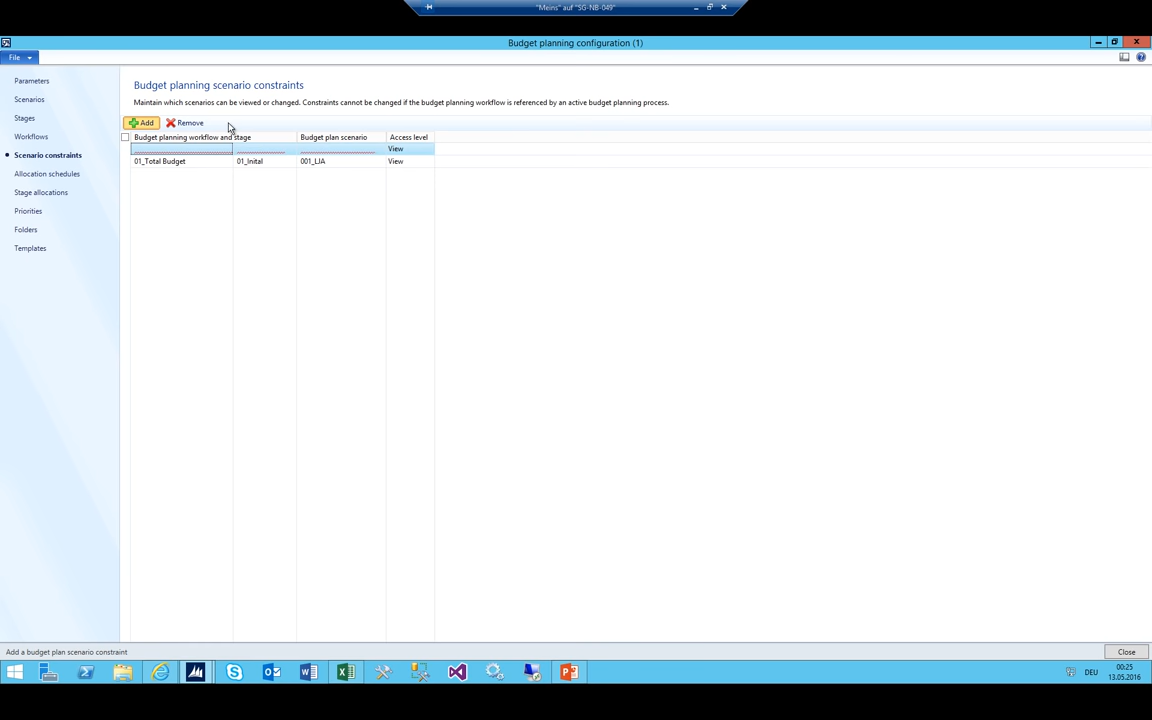 "Meins" auf "SG-NB-049"
Budget planning configuration (1)
File
Parameters
Scenarios
Stages
Workflows
Scenario constraints
Allocation schedules
Stage allocations
Priorities
Folders
Templates
Budget planning scenario constraints
Maintain which scenarios can be viewed or changed. Constraints cannot be changed if the budget planning workflow is referenced by an active budget planning process.
Add Remove
Budget planning workflow and stage Budget plan scenario Access level
View
01_Total Budget 01_Inital 001_LIA View
Add a budget plan scenario constraint
Close
DEU
00:25
13.05.2016